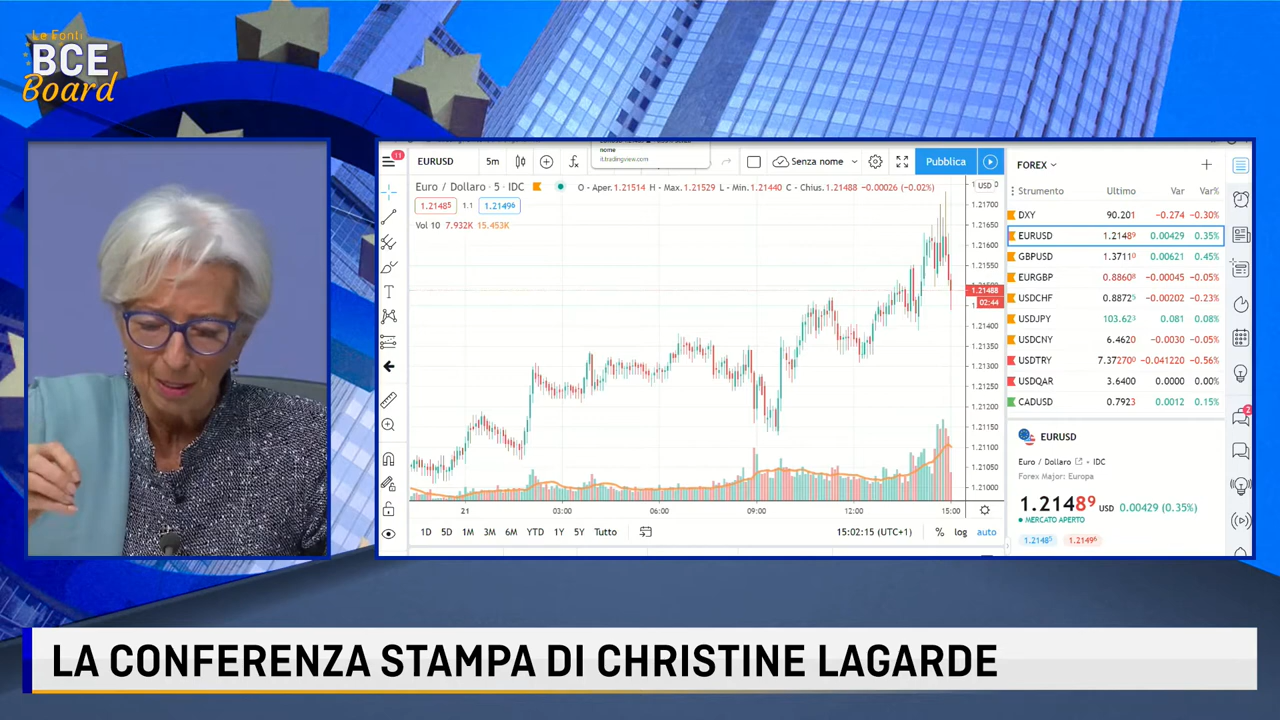 Le Fonti
BCE
Board
11
EURUSD
5m
nome
it.tradingview.com
Senza nome
Pubblica
FOREX
Euro / Dollaro · 5 · IDC
O - Aper. 1.21514 H - Max. 1.21529 L - Min. 1.21440 C - Chius. 1.21488 -0.00026 (-0.02%)
USD
1.21485
1.1
1.21496
Vol 10 7.932K 15.453K
1.21700
1.21600
1.21550
1.21488
02:44
1.21400
1.21350
1.21300
1.21250
1.21200
1.21150
1.21100
1.21050
1.21000
21
03:00
06:00
09:00
12:00
15:00
1D 5D 1M 3M 6M YTD 1Y 5Y Tutto
15:02:15 (UTC+1)
% log auto
Strumento Ultimo Var Var%
DXY 90.201 −0.274 −0.30%
EURUSD 1.21489 0.00429 0.35%
GBPUSD 1.37110 0.00621 0.45%
EURGBP 0.88608 −0.00045 −0.05%
USDCHF 0.88725 −0.00202 −0.23%
USDJPY 103.623 0.081 0.08%
USDCNY 6.4620 −0.0030 −0.05%
USDTRY 7.37270 −0.041220 −0.56%
USDQAR 3.6400 0.0000 0.00%
CADUSD 0.7923 0.0012 0.15%
2
EURUSD
Euro / Dollaro • IDC
Forex Major: Europa
1.21489 USD 0.00429 (0.35%)
MERCATO APERTO
1.21485 1.21496
LA CONFERENZA STAMPA DI CHRISTINE LAGARDE